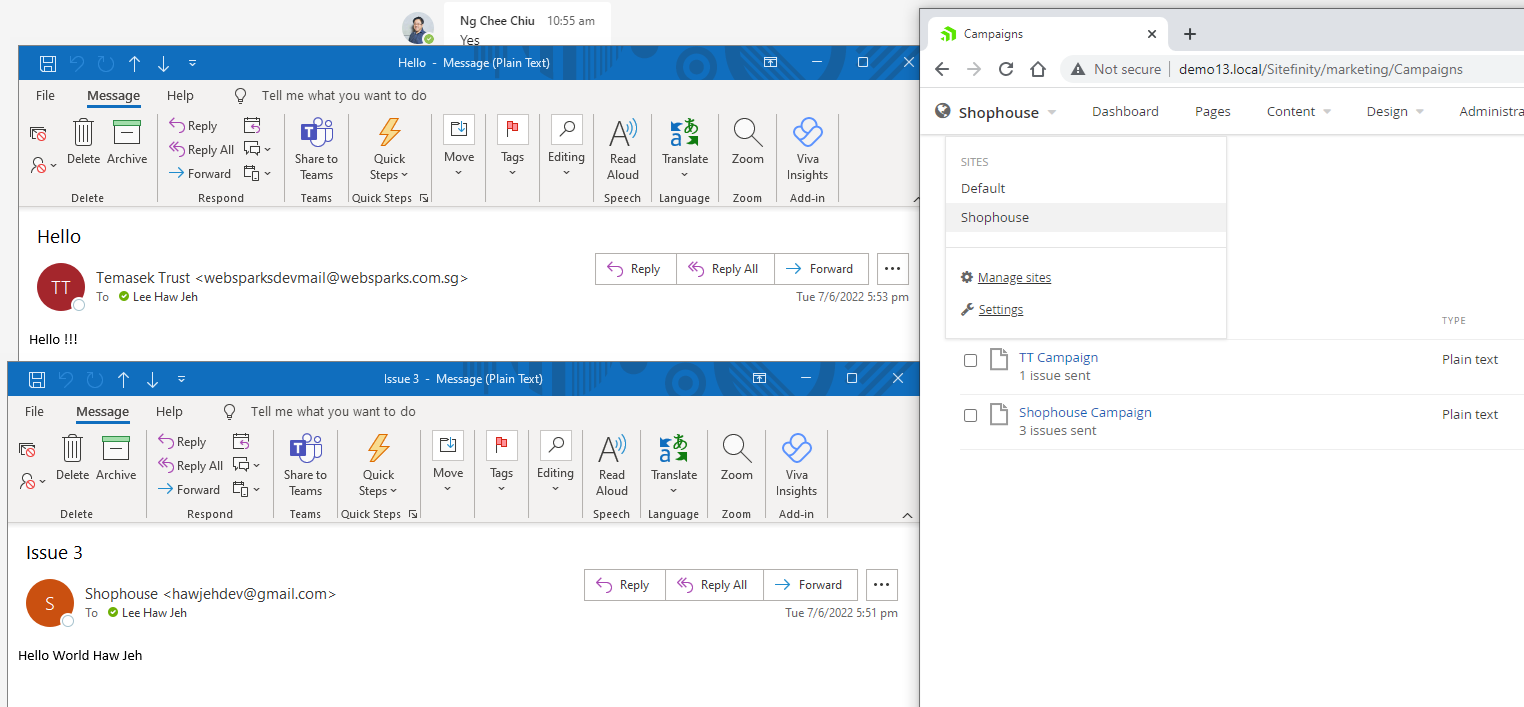 Ng Chee Chiu 10:55 am
Yes
Hello - Message (Plain Text)
File Message Help Tell me what you want to do
Delete Archive
Reply
Reply All
Forward
Share to Teams
Quick Steps
Move
Tags
Editing
Read Aloud
Translate
Zoom
Viva Insights
Delete Respond Teams Quick Steps Speech Language Zoom Add-in
Hello
TT
Temasek Trust <websparksdevmail@websparks.com.sg>
To Lee Haw Jeh
Reply Reply All Forward
Tue 7/6/2022 5:53 pm
Hello !!!
Issue 3 - Message (Plain Text)
File Message Help Tell me what you want to do
Delete Archive
Reply
Reply All
Forward
Share to Teams
Quick Steps
Move
Tags
Editing
Read Aloud
Translate
Zoom
Viva Insights
Delete Respond Teams Quick Steps Speech Language Zoom Add-in
Issue 3
S
Shophouse <hawjehdev@gmail.com>
To Lee Haw Jeh
Reply Reply All Forward
Tue 7/6/2022 5:51 pm
Hello World Haw Jeh
Campaigns
Not secure demo13.local/Sitefinity/marketing/Campaigns
Shophouse Dashboard Pages Content Design Administra
SITES
Default
Shophouse
Manage sites
Settings
TYPE
TT Campaign Plain text
1 issue sent
Shophouse Campaign Plain text
3 issues sent